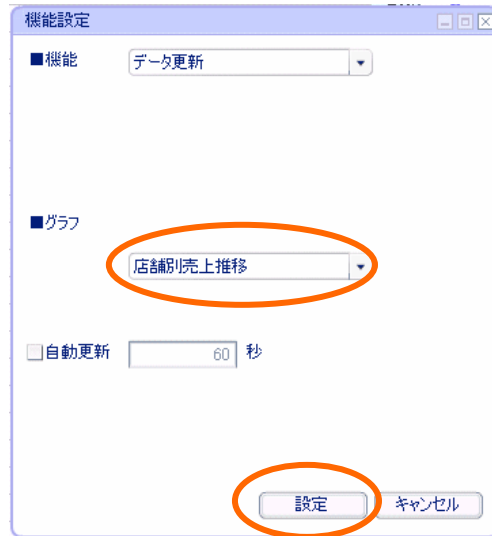 機能設定
■機能 データ更新
■グラフ
店舗別売上推移
自動更新 60 秒
設定 キャンセル